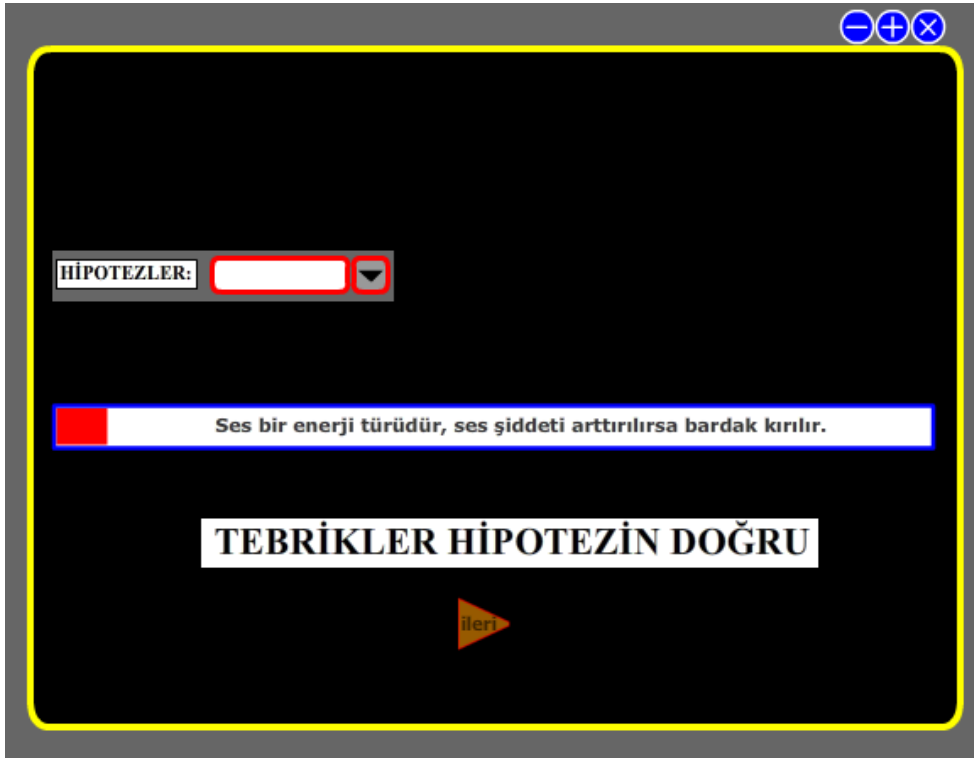 HİPOTEZLER:
Ses bir enerji türüdür, ses şiddeti arttırılırsa bardak kırılır.
TEBRİKLER HİPOTEZİN DOĞRU
ileri